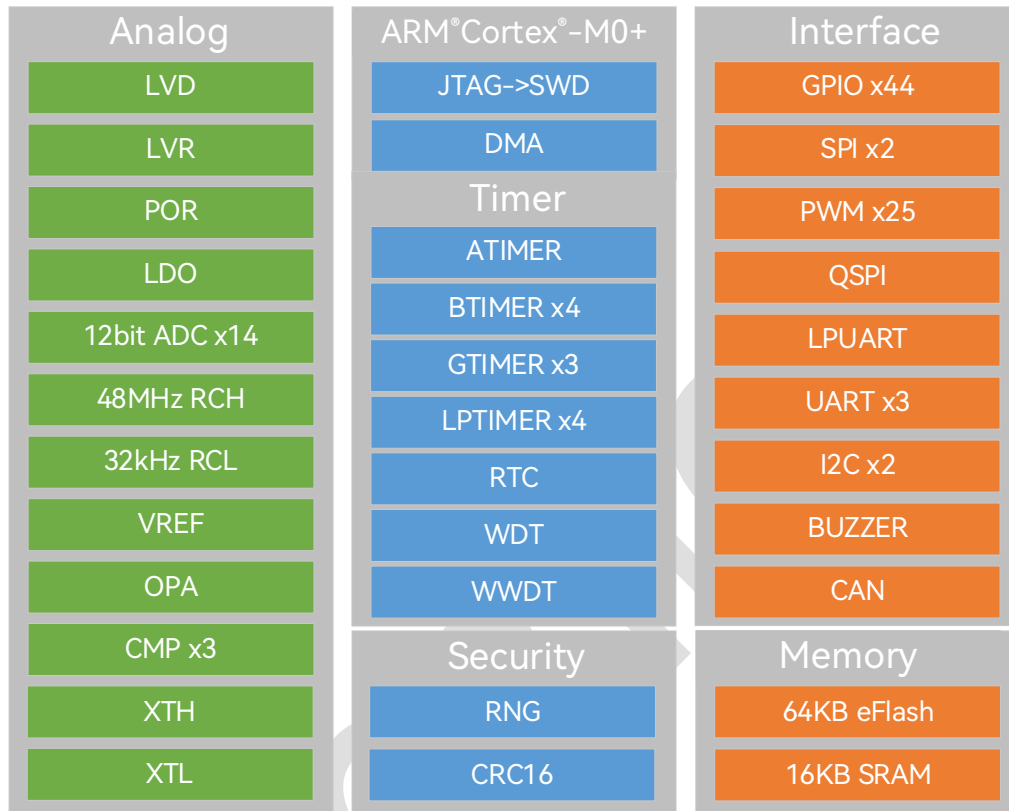 Analog
LVD
LVR
POR
LDO
12bit ADC x14
48MHz RCH
32kHz RCL
VREF
OPA
CMP x3
XTH
XTL
ARM®Cortex®-M0+
JTAG->SWD
DMA
Timer
ATIMER
BTIMER x4
GTIMER x3
LPTIMER x4
RTC
WDT
WWDT
Security
RNG
CRC16
Interface
GPIO x44
SPI x2
PWM x25
QSPI
LPUART
UART x3
I2C x2
BUZZER
CAN
Memory
64KB eFlash
16KB SRAM